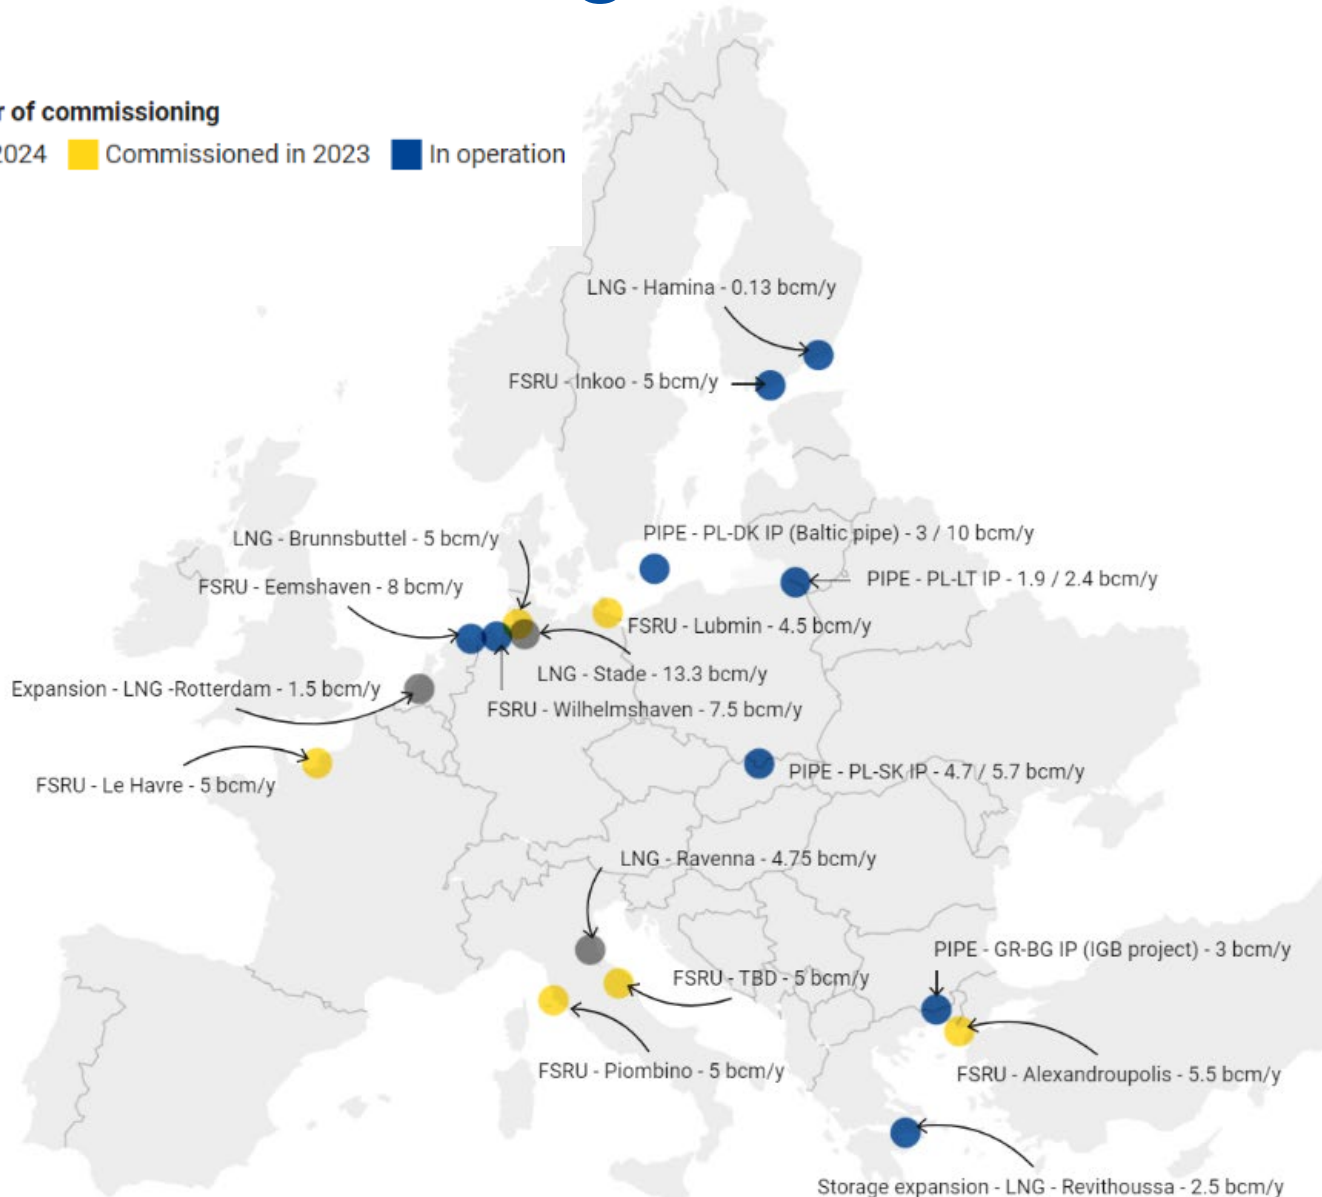 r of commissioning
2024 Commissioned in 2023 In operation
LNG - Hamina - 0.13 bcm/y
FSRU - Inkoo - 5 bcm/y
LNG - Brunnsbuttel - 5 bcm/y
PIPE - PL-DK IP (Baltic pipe) - 3 / 10 bcm/y
FSRU - Eemshaven - 8 bcm/y
PIPE - PL-LT IP - 1.9 / 2.4 bcm/y
FSRU - Lubmin - 4.5 bcm/y
LNG - Stade - 13.3 bcm/y
Expansion - LNG -Rotterdam - 1.5 bcm/y
FSRU - Wilhelmshaven - 7.5 bcm/y
FSRU - Le Havre - 5 bcm/y
PIPE - PL-SK IP - 4.7 / 5.7 bcm/y
LNG - Ravenna - 4.75 bcm/y
PIPE - GR-BG IP (IGB project) - 3 bcm/y
FSRU - TBD - 5 bcm/y
FSRU - Piombino - 5 bcm/y
FSRU - Alexandroupolis - 5.5 bcm/y
Storage expansion - LNG - Revithoussa - 2.5 bcm/y